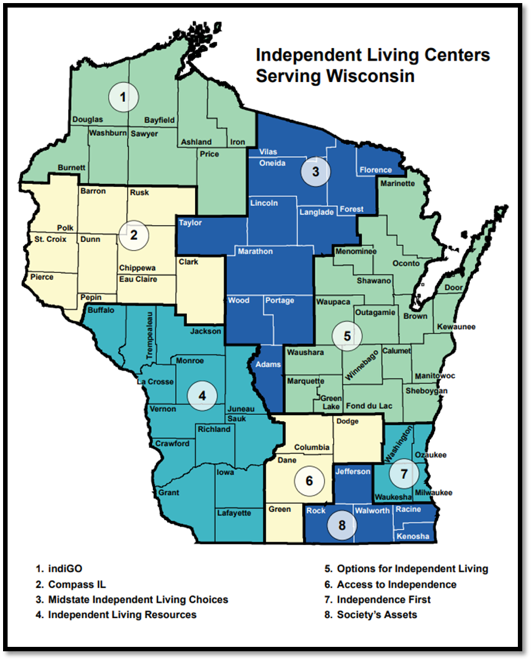 Independent Living Centers
Serving Wisconsin
1
Douglas
Bayfield
Washburn Sawyer
Ashland Iron
Burnett
Price
Vilas
Oneida
3
Florence
Marinette
Barron Rusk
Lincoln
Langlade Forest
Polk
Taylor
St. Croix Dunn
2
Clark
Marathon
Menominee
Oconto
Pierce
Chippewa
Eau Claire
Shawano
Door
Pepin
Wood Portage
Waupaca
Outagamie
Brown
Buffalo
Trempealeau
Jackson
5
Kewaunee
Monroe
Adams
Waushara
Winnebago
Calumet
Manitowoc
La Crosse
4
Marquette
Green
Lake
Sheboygan
Vernon
Juneau
Fond du Lac
Sauk
Richland
Columbia
Dodge
Washington
Ozaukee
Crawford
Dane
6
Jefferson
7
Iowa
Grant
Waukesha
Milwaukee
Lafayette
Green
Rock
8
Walworth
Racine
Kenosha
1. indiGO
2. Compass IL
3. Midstate Independent Living Choices
4. Independent Living Resources
5. Options for Independent Living
6. Access to Independence
7. Independence First
8. Society's Assets